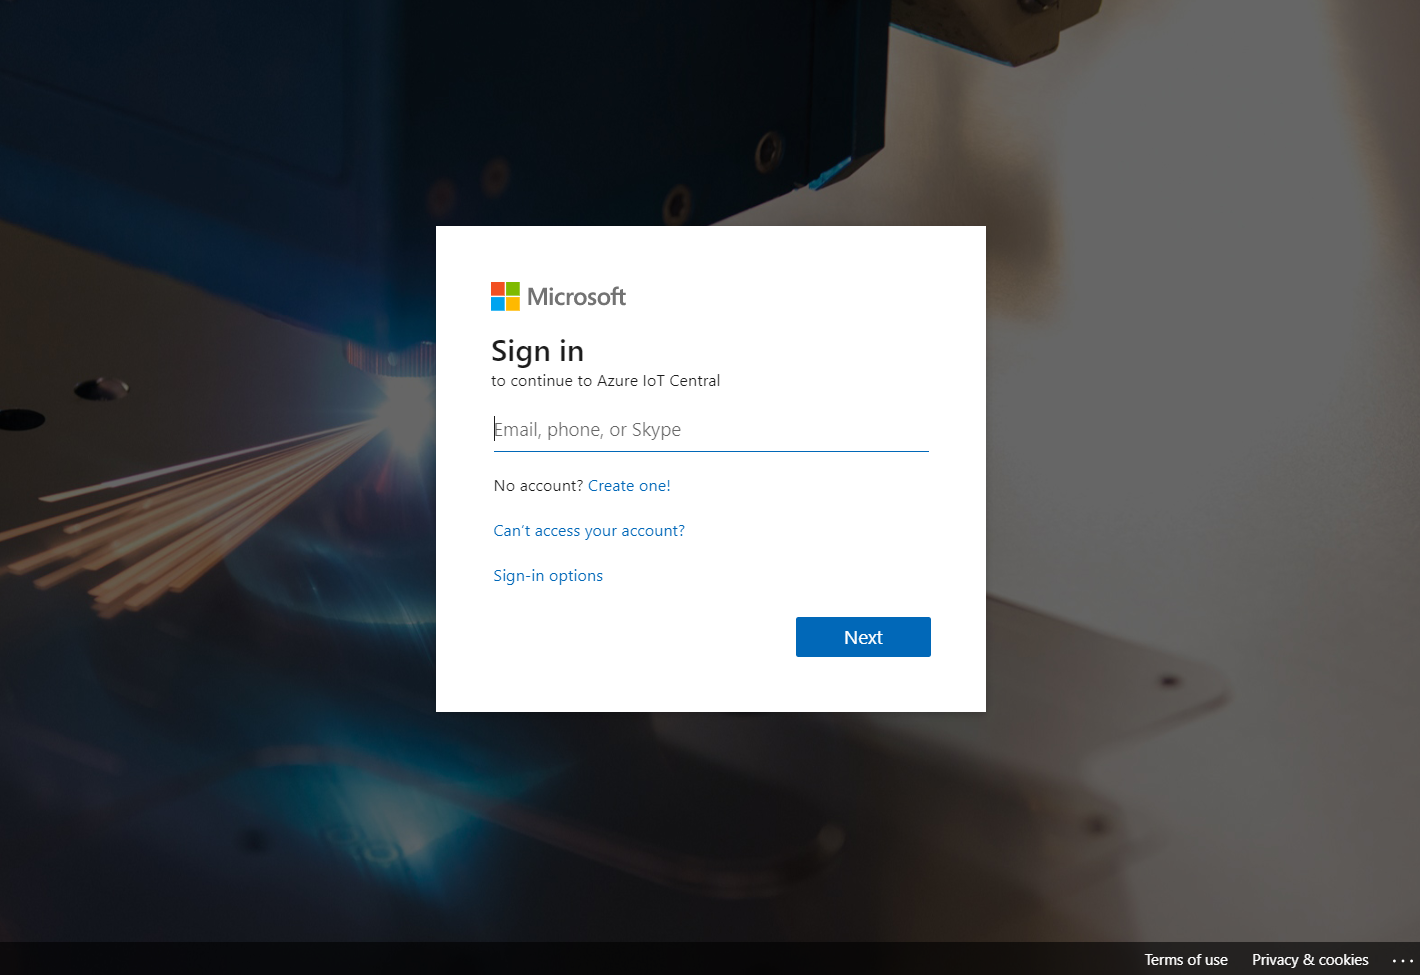 Microsoft
Sign in
to continue to Azure IoT Central
Email, phone, or Skype
No account? Create one!
Can't access your account?
Sign-in options
Next
Terms of use Privacy & cookies ...